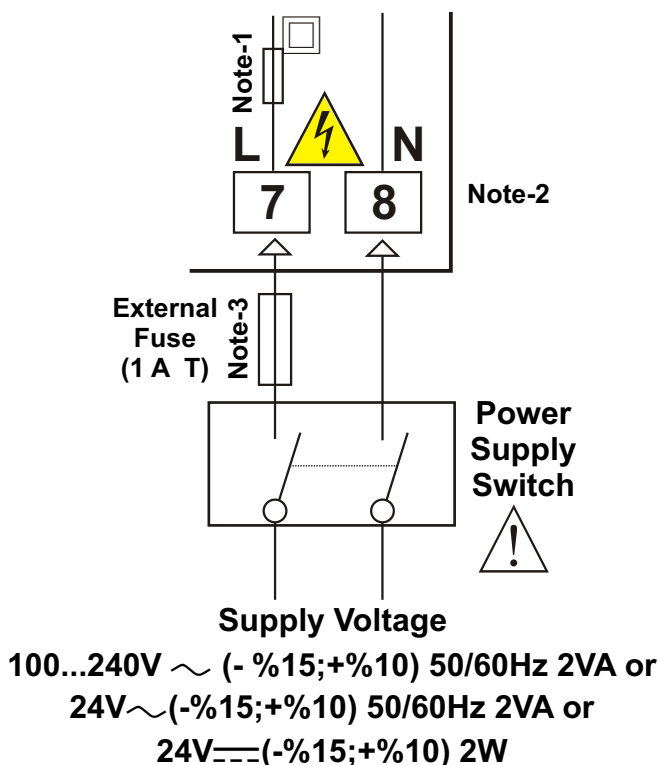 Note-1
L N
7 8
Note-2
External
Fuse
(1 A T)
Note-3
Power
Supply
Switch
!
Supply Voltage
100...240V ~ (- %15;+%10) 50/60Hz 2VA or
24V~(-%15;+%10) 50/60Hz 2VA or
24V⎓(-%15;+%10) 2W